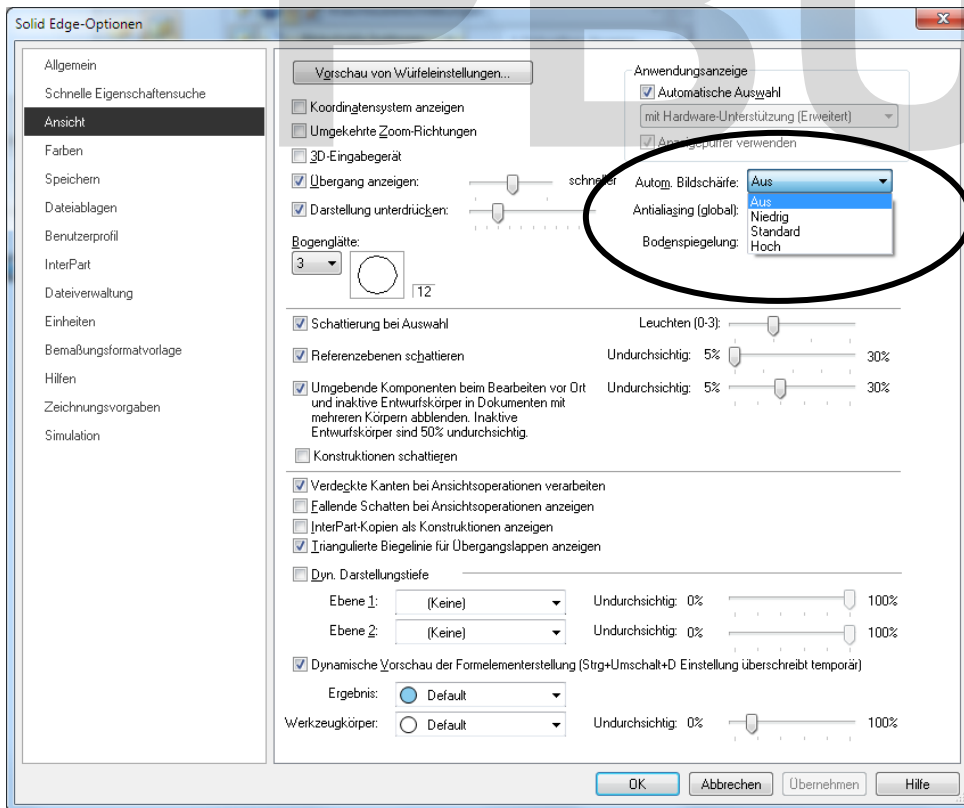 Solid Edge-Optionen
Allgemein
Schnelle Eigenschaftensuche
Ansicht
Farben
Speichern
Dateiablagen
Benutzerprofil
InterPart
Dateiverwaltung
Einheiten
Bemaßungsformatvorlage
Hilfen
Zeichnungsvorgaben
Simulation
Vorschau von Würfeleinstellungen...
Koordinatensystem anzeigen
Umgekehrte Zoom-Richtungen
3D-Eingabegerät
Übergang anzeigen: schneller
Darstellung unterdrücken:
Bogenglätte:
3
12
Anwendungsanzeige
Automatische Auswahl
mit Hardware-Unterstützung (Erweitert)
Anzeigepuffer verwenden
Autom. Bildschärfe: Aus
Aus
Antialiasing (global): Niedrig
Standard
Bodenspiegelung: Hoch
Schattierung bei Auswahl Leuchten (0-3):
Referenzebenen schattieren Undurchsichtig: 5% 30%
Umgebende Komponenten beim Bearbeiten vor Ort Undurchsichtig: 5% 30%
und inaktive Entwurfskörper in Dokumenten mit
mehreren Körpern abblenden. Inaktive
Entwurfskörper sind 50% undurchsichtig.
Konstruktionen schattieren
Verdeckte Kanten bei Ansichtsoperationen verarbeiten
Fallende Schatten bei Ansichtsoperationen anzeigen
InterPart-Kopien als Konstruktionen anzeigen
Triangulierte Biegelinie für Übergangslappen anzeigen
Dyn. Darstellungstiefe
Ebene 1: (Keine) Undurchsichtig: 0% 100%
Ebene 2: (Keine) Undurchsichtig: 0% 100%
Dynamische Vorschau der Formelementerstellung (Strg+Umschalt+D Einstellung überschreibt temporär)
Ergebnis: Default
Werkzeugkörper: Default Undurchsichtig: 0% 100%
OK Abbrechen Übernehmen Hilfe